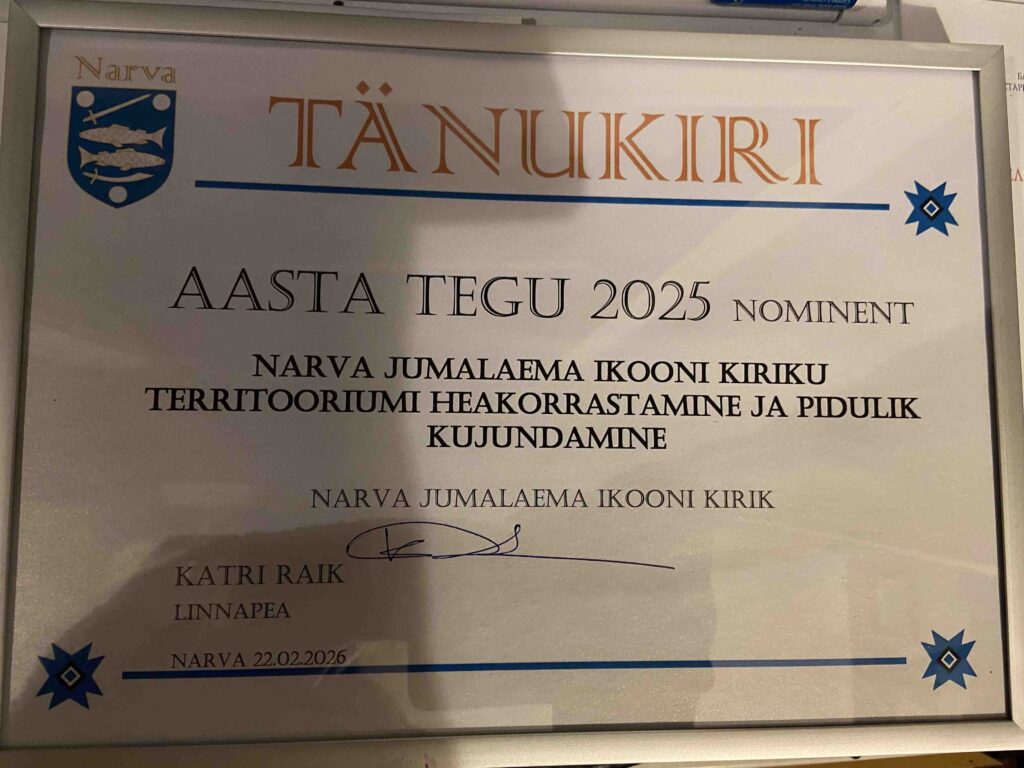 Narva
TÄNUKIRI
AASTA TEGU 2025 NOMINENT
NARVA JUMALAEMA IKOONI KIRIKU
TERRITOORIUMI HEAKORRASTAMINE JA PIDULIK
KUJUNDAMINE
NARVA JUMALAEMA IKOONI KIRIK
KATRI RAIK
LINNAPEA
NARVA 22.02.2026